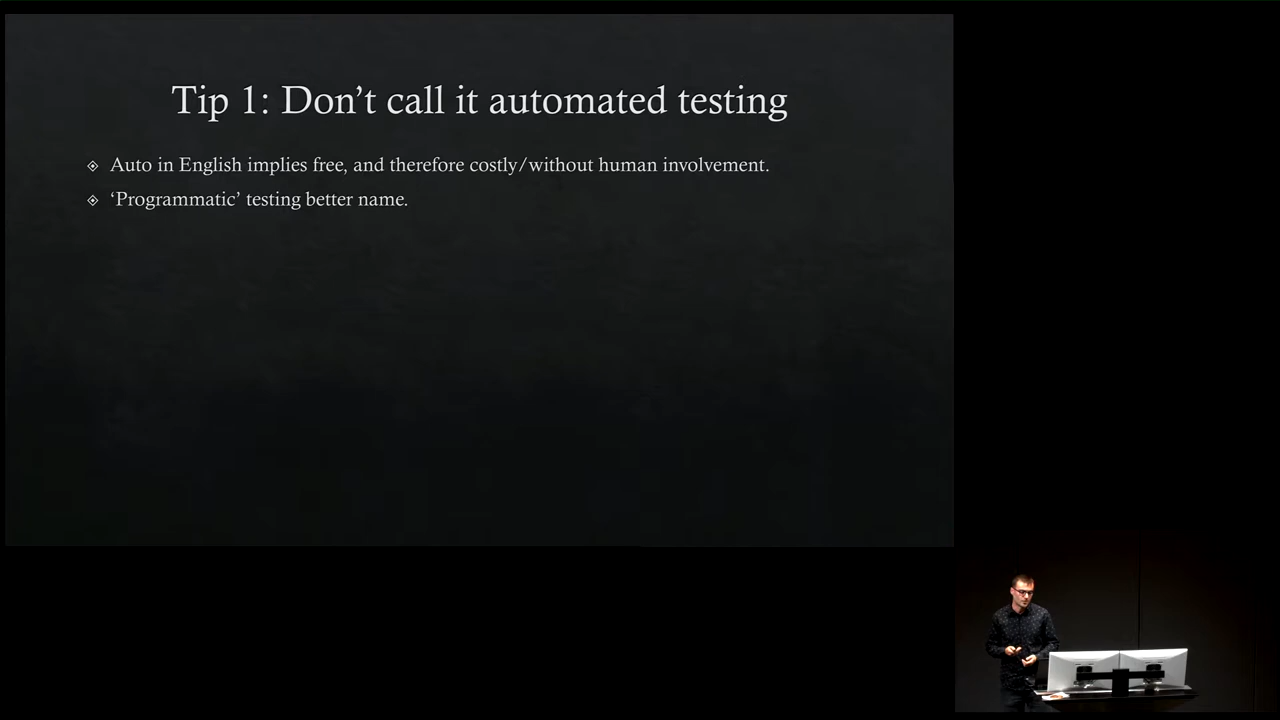 Tip 1: Don’t call it automated testing
Auto in English implies free, and therefore costly/without human involvement.
‘Programmatic’ testing better name.